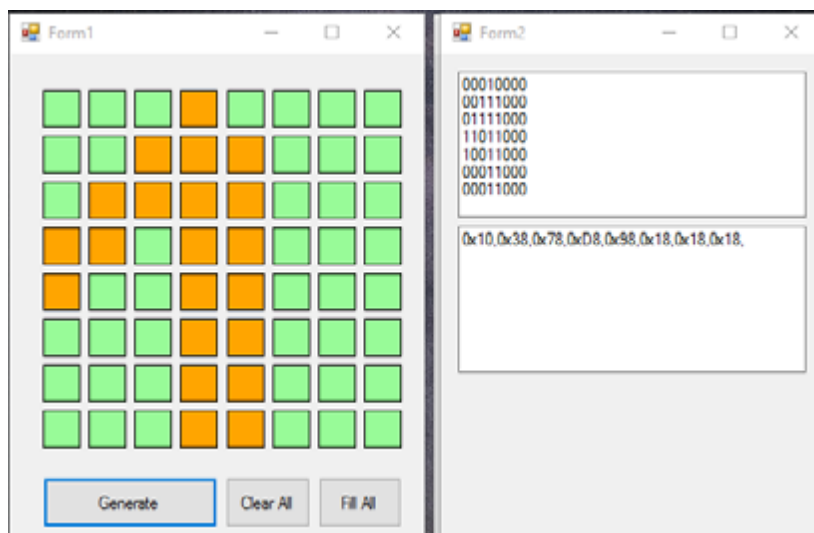 Form1
Form2
00010000
00111000
01111000
11011000
10011000
00011000
00011000
0x10,0x38,0x78,0xD8,0x98,0x18,0x18,0x18,
Generate
Clear All
Fill All